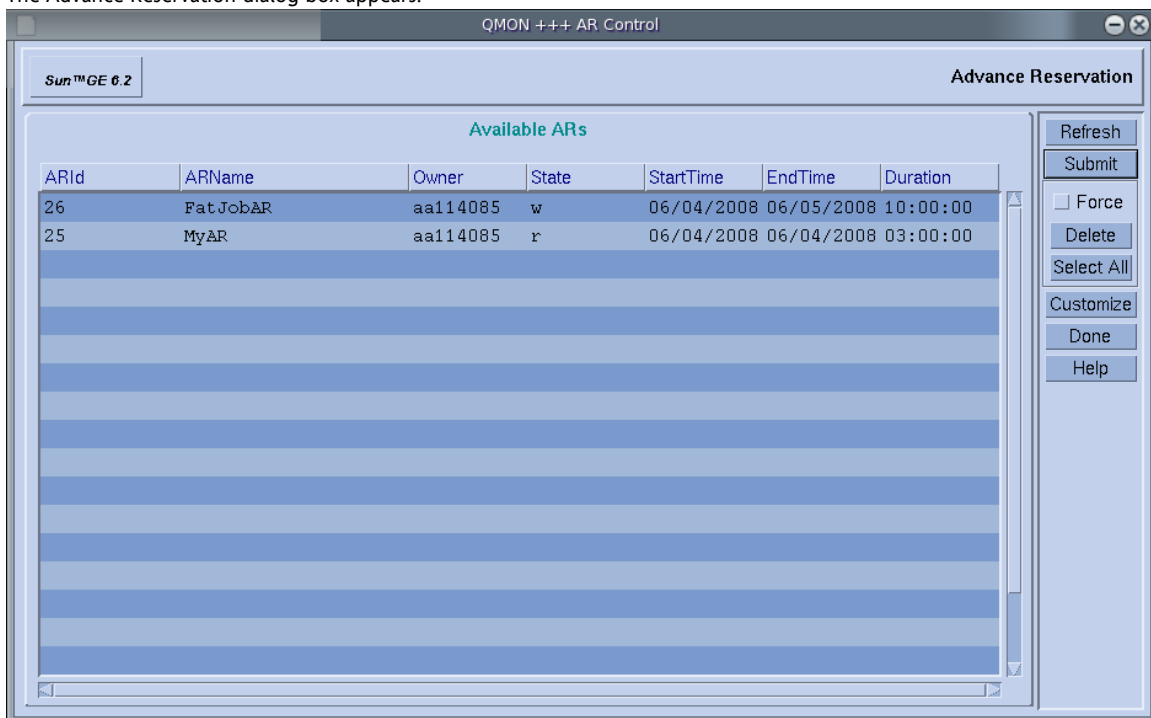 The Advance Reservation dialog box appears.
QMON +++ AR Control
Sun™GE 6.2
Advance Reservation
Available ARs
ARId ARName Owner State StartTime EndTime Duration
26 FatJobAR aa114085 w 06/04/2008 06/05/2008 10:00:00
25 MyAR aa114085 r 06/04/2008 06/04/2008 03:00:00
Refresh
Submit
Force
Delete
Select All
Customize
Done
Help